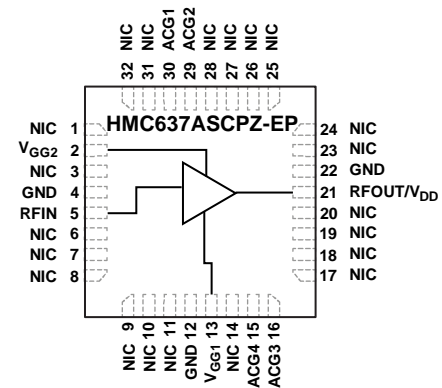 32 NIC
31 NIC
30 ACG1
29 ACG2
28 NIC
27 NIC
26 NIC
25 NIC
HMC637ASCPZ-EP
NIC 1
VGG2 2
NIC 3
GND 4
RFIN 5
NIC 6
NIC 7
NIC 8
24 NIC
23 NIC
22 GND
21 RFOUT/VDD
20 NIC
19 NIC
18 NIC
17 NIC
NIC 9
NIC 10
NIC 11
GND 12
VGG1 13
NIC 14
ACG4 15
ACG3 16